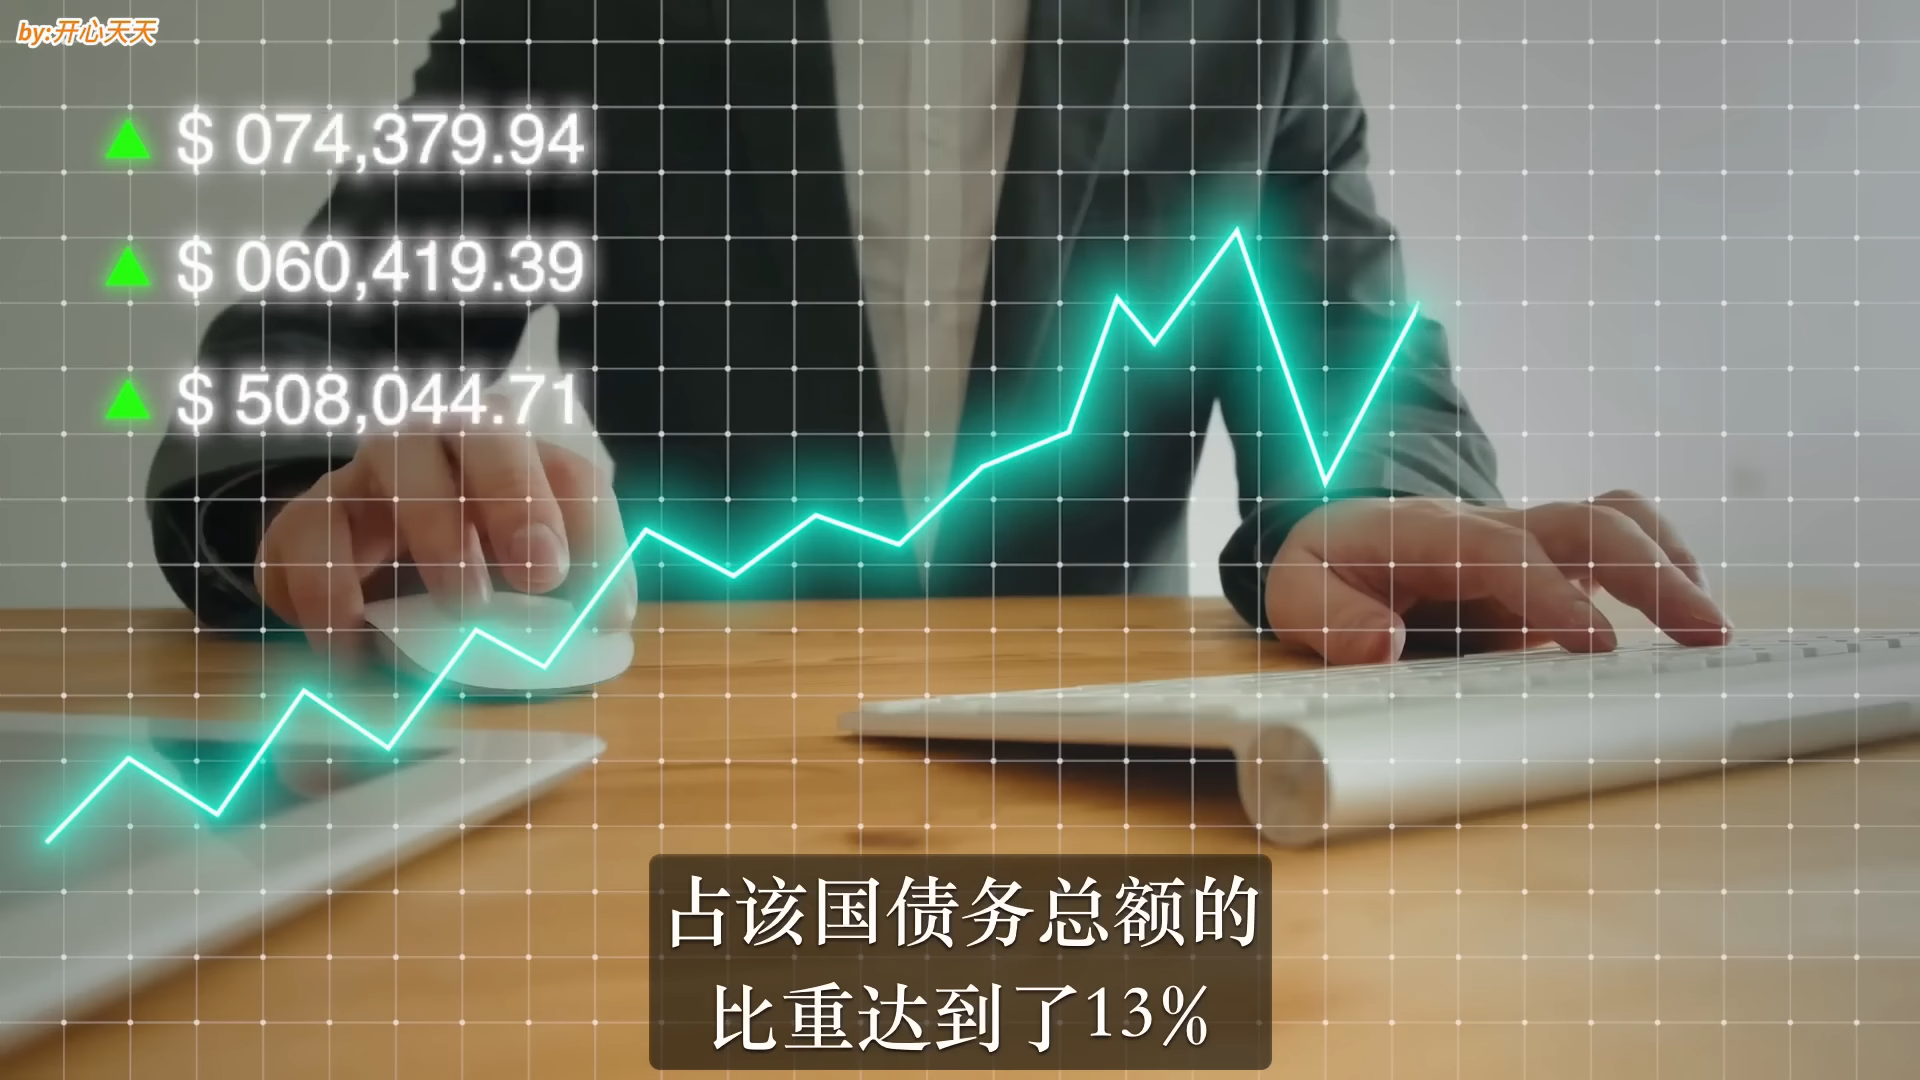 by:开心天天
$ 074,379.94
$ 060,419.39
$ 508,044.71
占该国债务总额的
比重达到了13%